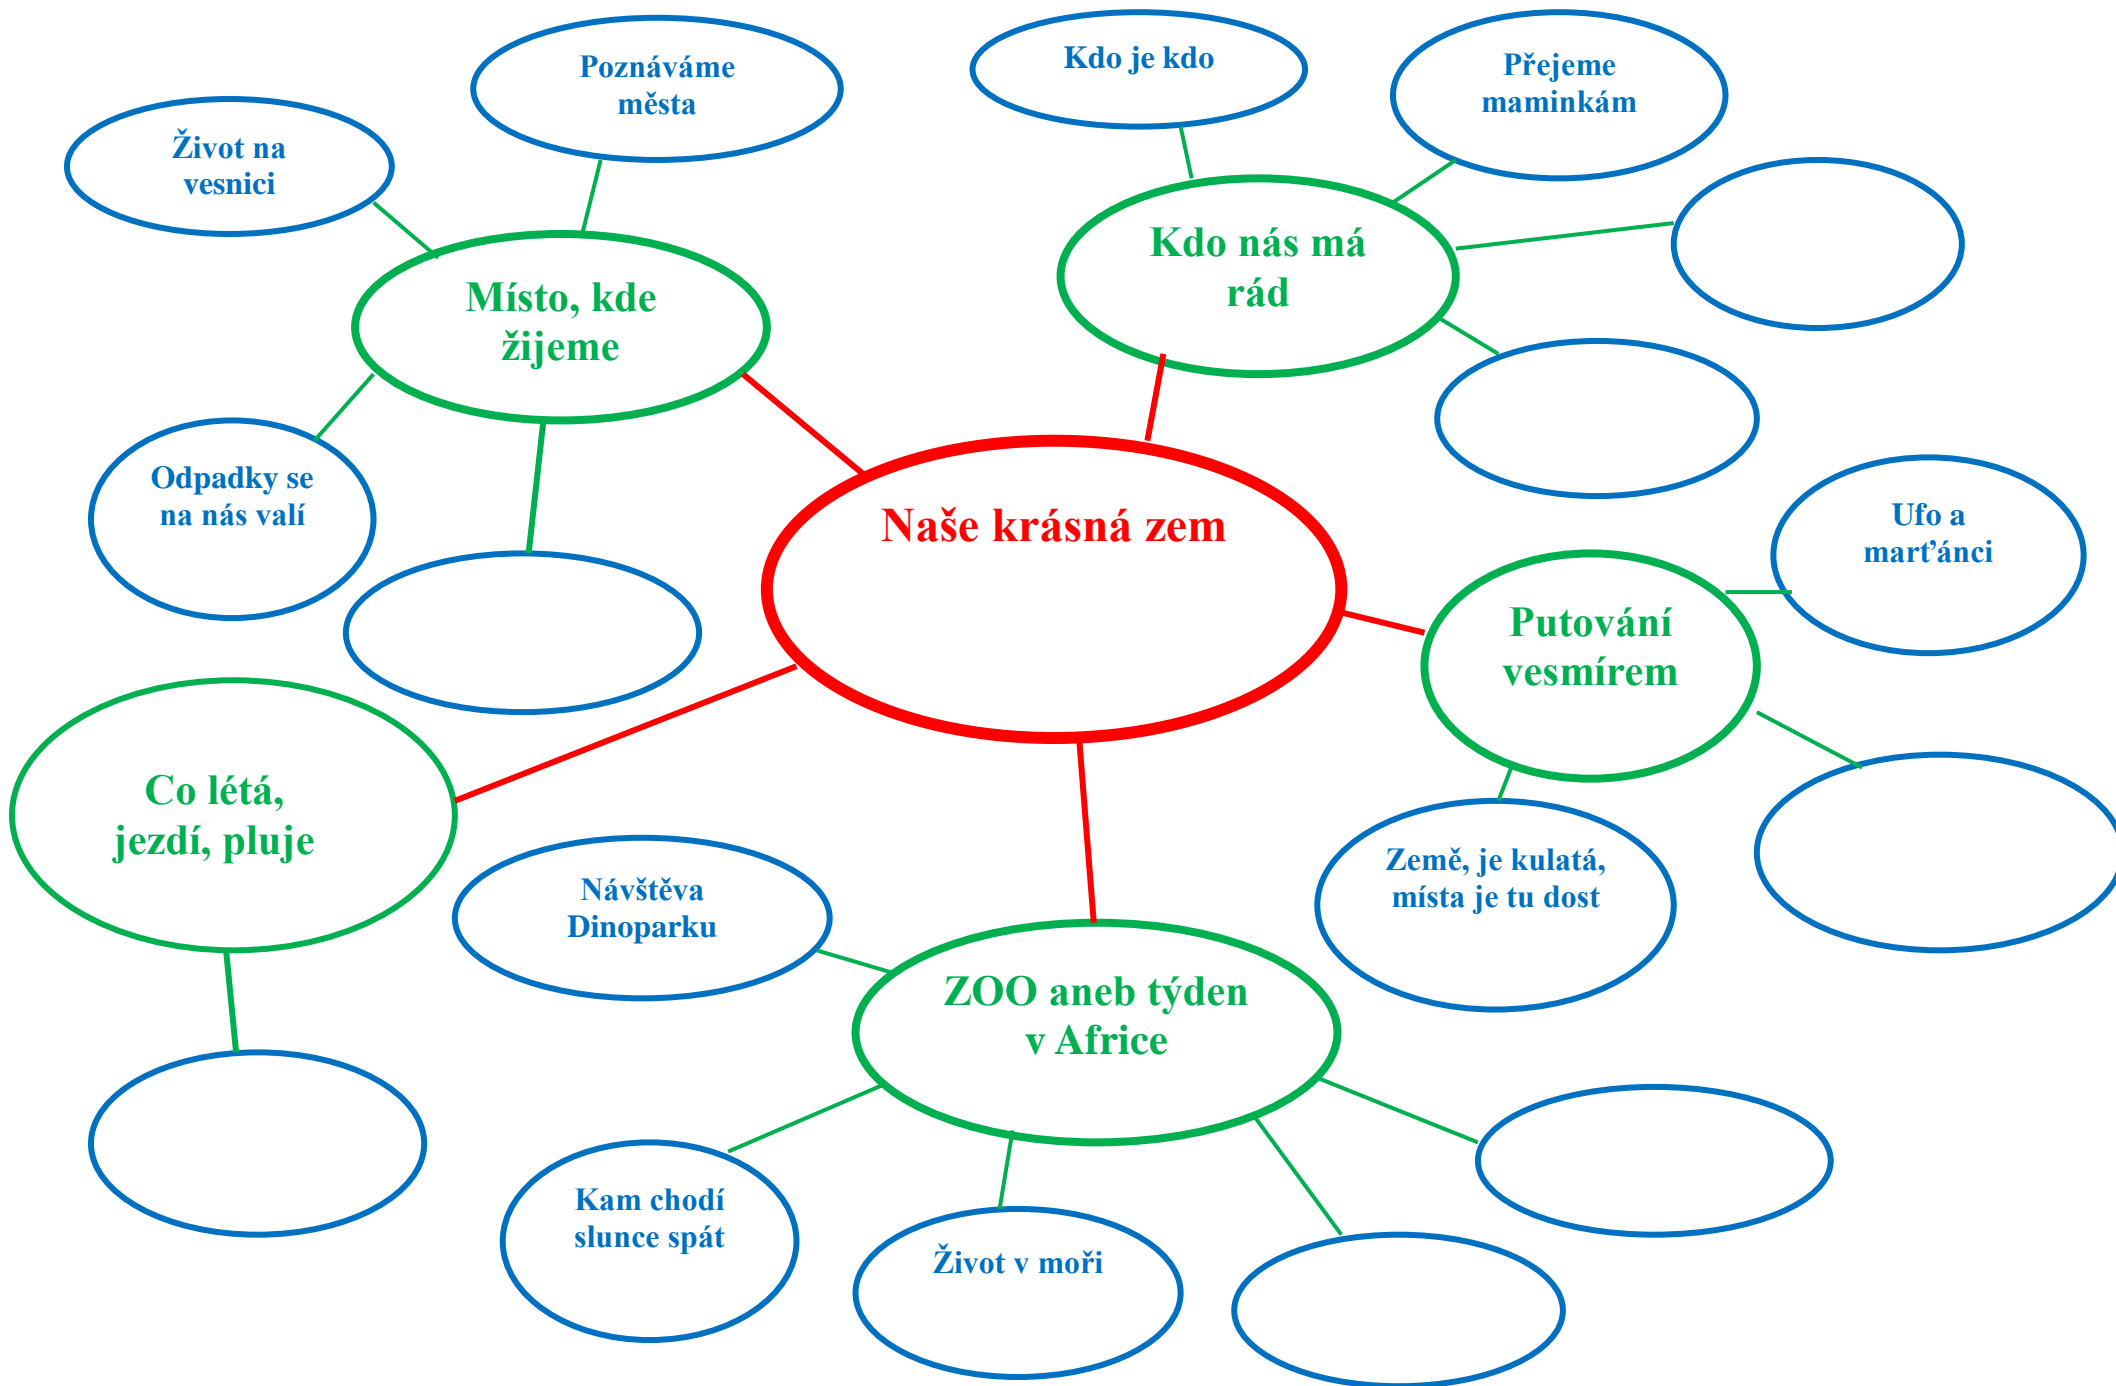 Kdo je kdo
Poznáváme
města
Přejeme
maminkám
Život na
vesnici
Kdo nás má
rád
Místo, kde
žijeme
Odpadky se
na nás valí
Naše krásná zem
Ufo a
marťánci
Putování
vesmírem
Co létá,
jezdí, pluje
Návštěva
Dinoparku
Země, je kulatá,
místa je tu dost
ZOO aneb týden
v Africe
Kam chodí
slunce spát
Život v moři